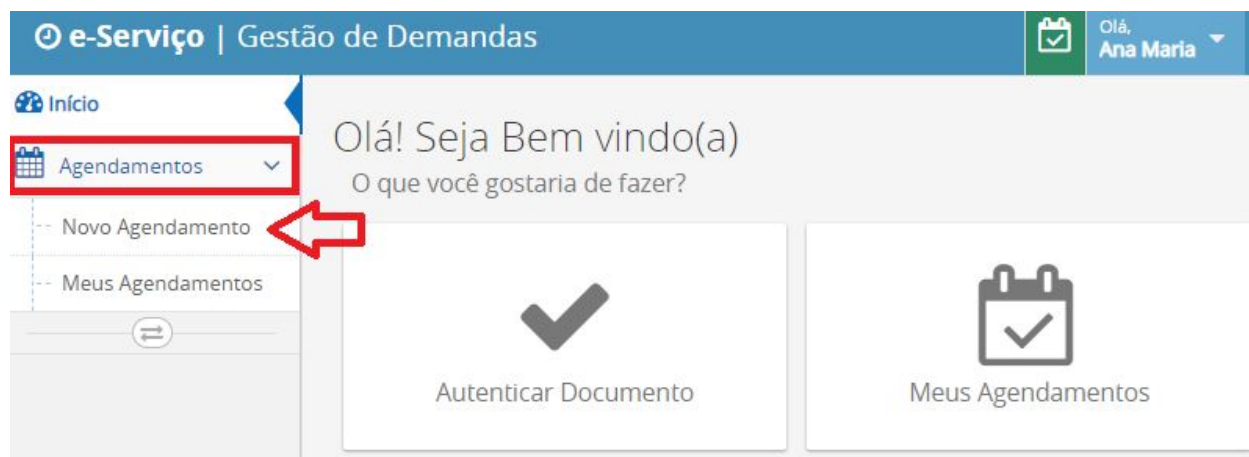 e-Serviço | Gestão de Demandas
Olá,
Ana Maria
Início
Agendamentos
Novo Agendamento
Meus Agendamentos
Olá! Seja Bem vindo(a)
O que você gostaria de fazer?
Autenticar Documento
Meus Agendamentos